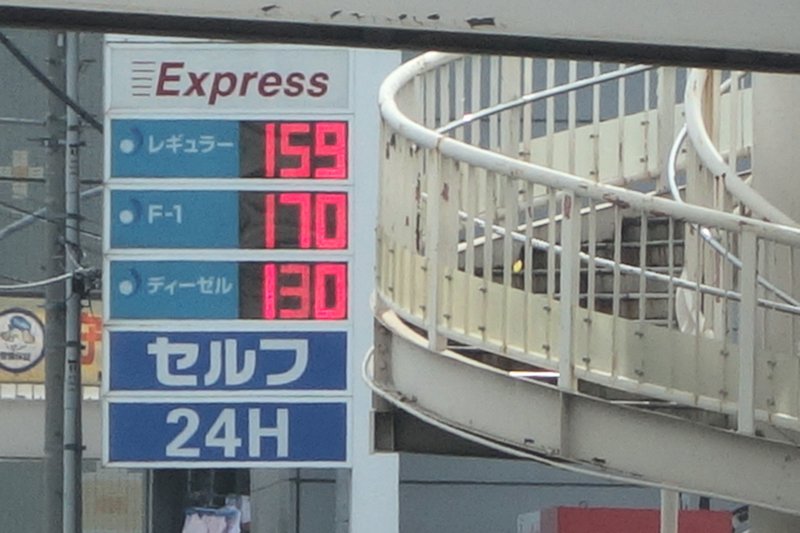 Express
レギュラー 159
F-1 170
ディーゼル 130
セルフ
24H
守